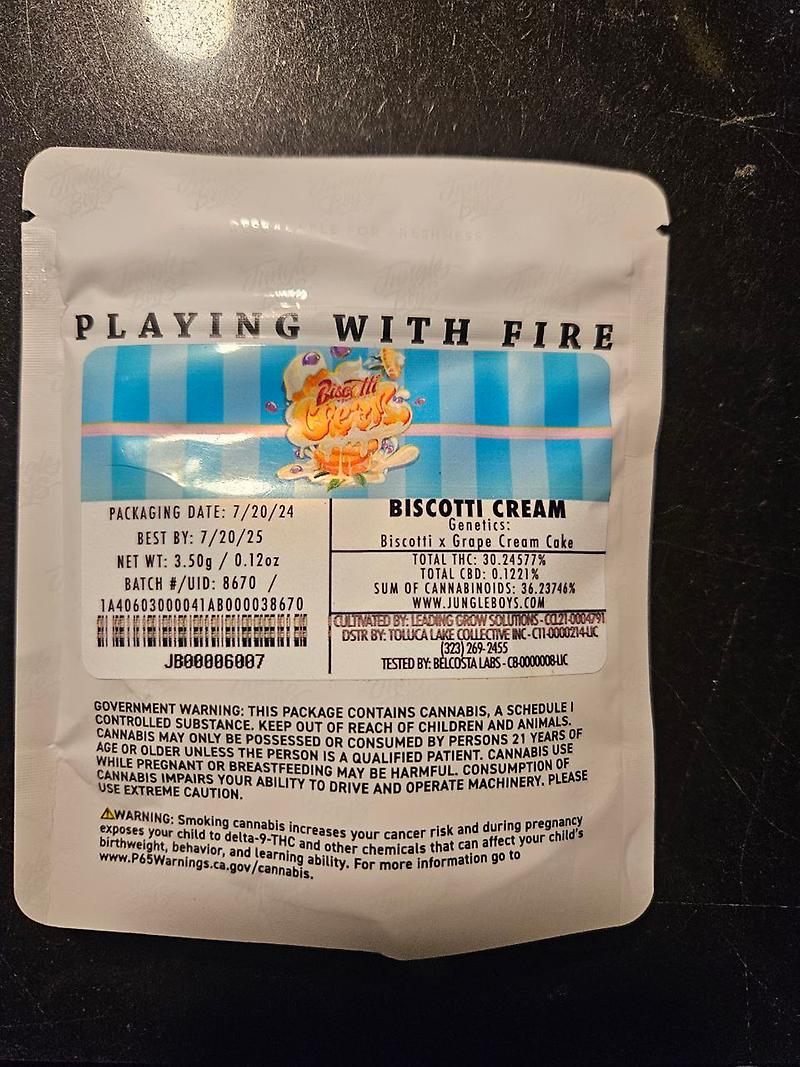 Jungle Boys
RESEALABLE FOR FRESHNESS
PLAYING WITH FIRE
Biscotti
Cream
PACKAGING DATE: 7/20/24
BEST BY: 7/20/25
NET WT: 3.50g / 0.12oz
BATCH #/UID: 8670 /
1A40603000041AB000038670
JB00006007
BISCOTTI CREAM
Genetics:
Biscotti x Grape Cream Cake
TOTAL THC: 30.24577%
TOTAL CBD: 0.1221%
SUM OF CANNABINOIDS: 36.23746%
WWW.JUNGLEBOYS.COM
CULTIVATED BY: LEADING GROW SOLUTIONS - CCL21-0004791
DSTR BY: TOLUCA LAKE COLLECTIVE INC - C11-0000214-LIC
(323) 269-2455
TESTED BY: BELCOSTA LABS - C8-0000008-LIC
GOVERNMENT WARNING: THIS PACKAGE CONTAINS CANNABIS, A SCHEDULE I
CONTROLLED SUBSTANCE. KEEP OUT OF REACH OF CHILDREN AND ANIMALS.
CANNABIS MAY ONLY BE POSSESSED OR CONSUMED BY PERSONS 21 YEARS OF
AGE OR OLDER UNLESS THE PERSON IS A QUALIFIED PATIENT. CANNABIS USE
WHILE PREGNANT OR BREASTFEEDING MAY BE HARMFUL. CONSUMPTION OF
CANNABIS IMPAIRS YOUR ABILITY TO DRIVE AND OPERATE MACHINERY. PLEASE
USE EXTREME CAUTION.
⚠WARNING: Smoking cannabis increases your cancer risk and during pregnancy
exposes your child to delta-9-THC and other chemicals that can affect your child's
birthweight, behavior, and learning ability. For more information go to
www.P65Warnings.ca.gov/cannabis.